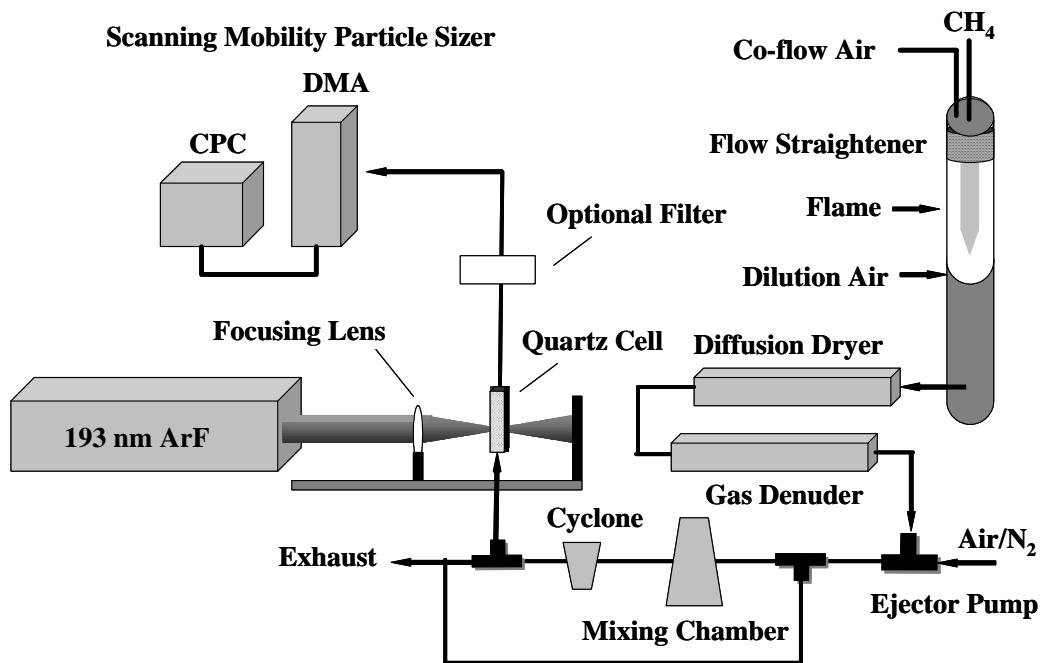 CH₄
Scanning Mobility Particle Sizer
Co-flow Air
DMA
CPC
Flow Straightener
Flame
Optional Filter
Dilution Air
Focusing Lens
Quartz Cell
Diffusion Dryer
193 nm ArF
Gas Denuder
Cyclone
Exhaust
Air/N₂
Ejector Pump
Mixing Chamber